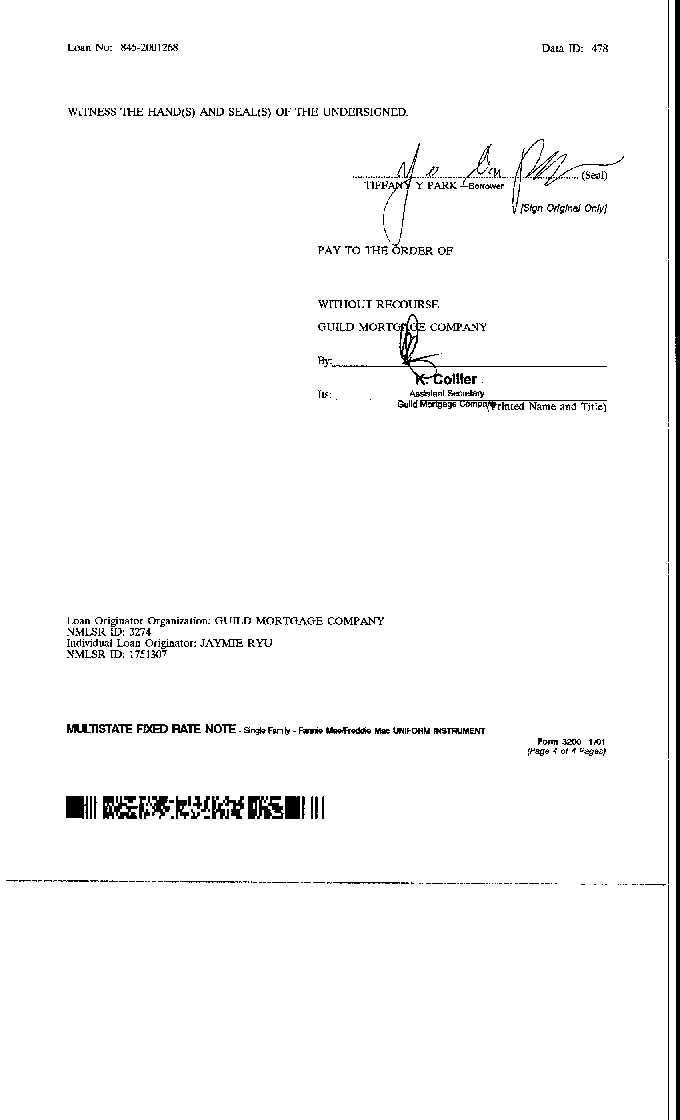 Loan No: 845-2001268 Data ID: 478
WITNESS THE HAND(S) AND SEAL(S) OF THE UNDERSIGNED.
(Seal)
TIFFANY Y PARK —Borrower
[Sign Original Only]
PAY TO THE ORDER OF
WITHOUT RECOURSE
GUILD MORTGAGE COMPANY
By:
K. Collier
Its: Assistant Secretary
Guild Mortgage Company (Printed Name and Title)
Loan Originator Organization: GUILD MORTGAGE COMPANY
NMLSR ID: 3274
Individual Loan Originator: JAYMIE RYU
NMLSR ID: 1751307
MULTISTATE FIXED RATE NOTE - Single Family - Fannie Mae/Freddie Mac UNIFORM INSTRUMENT
Form 3200 1/01
(Page 4 of 4 Pages)